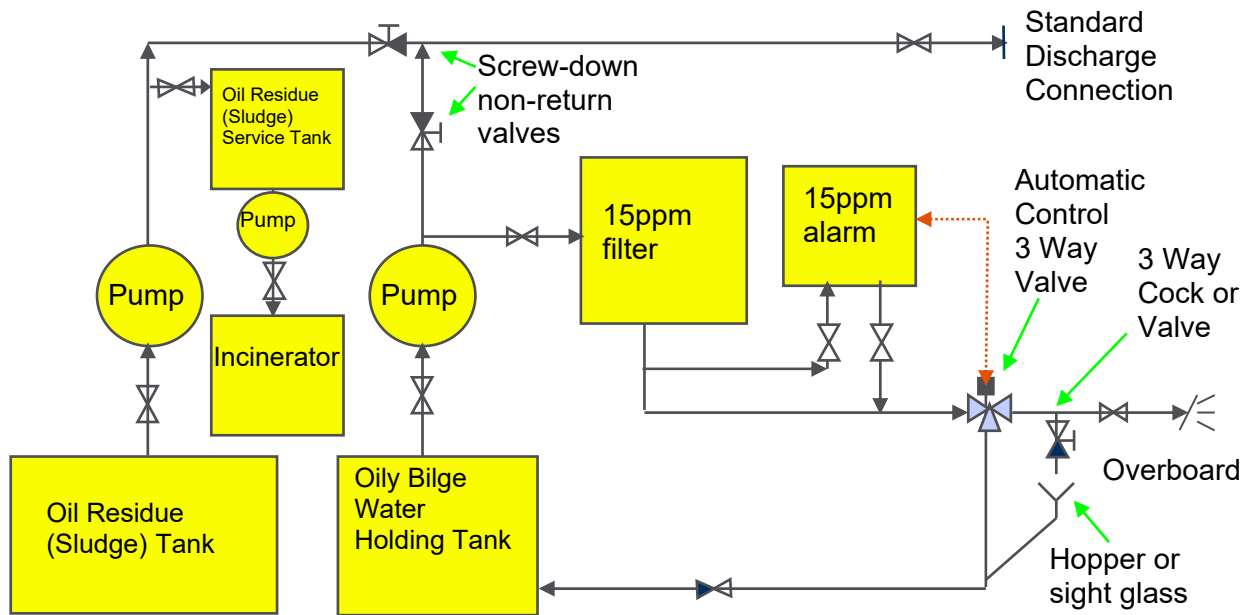 Standard
Discharge
Connection
Screw-down
non-return
valves
Oil Residue
(Sludge)
Service Tank
Pump
Incinerator
Pump
Pump
15ppm
filter
15ppm
alarm
Automatic
Control
3 Way
Valve
3 Way
Cock or
Valve
Oil Residue
(Sludge) Tank
Oily Bilge
Water
Holding Tank
Overboard
Hopper or
sight glass